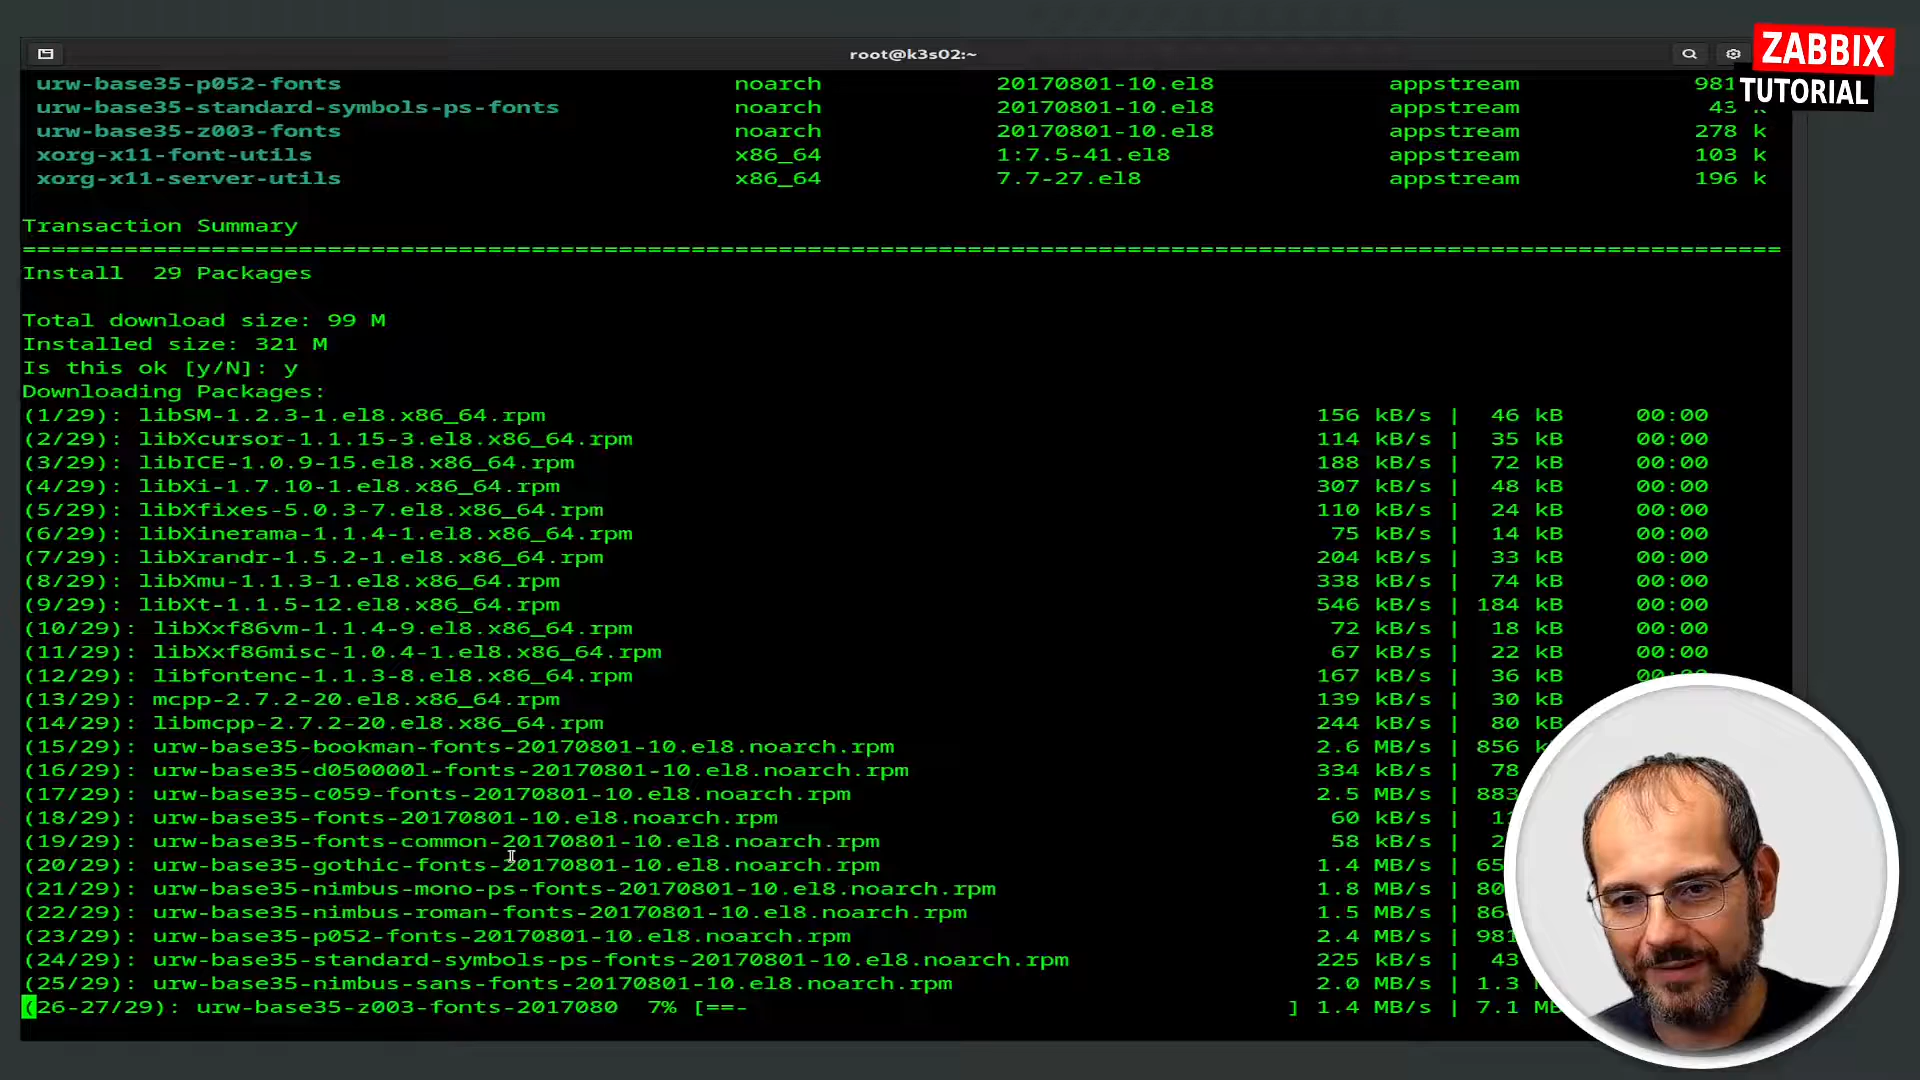 root@k3s02:~
ZABBIX
TUTORIAL
urw-base35-p052-fonts noarch 20170801-10.el8 appstream 981
urw-base35-standard-symbols-ps-fonts noarch 20170801-10.el8 appstream 43 k
urw-base35-z003-fonts noarch 20170801-10.el8 appstream 278 k
xorg-x11-font-utils x86_64 1:7.5-41.el8 appstream 103 k
xorg-x11-server-utils x86_64 7.7-27.el8 appstream 196 k
Transaction Summary
================================================================================
Install 29 Packages
Total download size: 99 M
Installed size: 321 M
Is this ok [y/N]: y
Downloading Packages:
(1/29): libSM-1.2.3-1.el8.x86_64.rpm 156 kB/s | 46 kB 00:00
(2/29): libXcursor-1.1.15-3.el8.x86_64.rpm 114 kB/s | 35 kB 00:00
(3/29): libICE-1.0.9-15.el8.x86_64.rpm 188 kB/s | 72 kB 00:00
(4/29): libXi-1.7.10-1.el8.x86_64.rpm 307 kB/s | 48 kB 00:00
(5/29): libXfixes-5.0.3-7.el8.x86_64.rpm 110 kB/s | 24 kB 00:00
(6/29): libXinerama-1.1.4-1.el8.x86_64.rpm 75 kB/s | 14 kB 00:00
(7/29): libXrandr-1.5.2-1.el8.x86_64.rpm 204 kB/s | 33 kB 00:00
(8/29): libXmu-1.1.3-1.el8.x86_64.rpm 338 kB/s | 74 kB 00:00
(9/29): libXt-1.1.5-12.el8.x86_64.rpm 546 kB/s | 184 kB 00:00
(10/29): libXxf86vm-1.1.4-9.el8.x86_64.rpm 72 kB/s | 18 kB 00:00
(11/29): libXxf86misc-1.0.4-1.el8.x86_64.rpm 67 kB/s | 22 kB 00:00
(12/29): libfontenc-1.1.3-8.el8.x86_64.rpm 167 kB/s | 36 kB 00:00
(13/29): mcpp-2.7.2-20.el8.x86_64.rpm 139 kB/s | 30 kB
(14/29): libmcpp-2.7.2-20.el8.x86_64.rpm 244 kB/s | 80 kB
(15/29): urw-base35-bookman-fonts-20170801-10.el8.noarch.rpm 2.6 MB/s | 856 k
(16/29): urw-base35-d050000l-fonts-20170801-10.el8.noarch.rpm 334 kB/s | 78
(17/29): urw-base35-c059-fonts-20170801-10.el8.noarch.rpm 2.5 MB/s | 883
(18/29): urw-base35-fonts-20170801-10.el8.noarch.rpm 60 kB/s | 1
(19/29): urw-base35-fonts-common-20170801-10.el8.noarch.rpm 58 kB/s | 2
(20/29): urw-base35-gothic-fonts-20170801-10.el8.noarch.rpm 1.4 MB/s | 65
(21/29): urw-base35-nimbus-mono-ps-fonts-20170801-10.el8.noarch.rpm 1.8 MB/s | 80
(22/29): urw-base35-nimbus-roman-fonts-20170801-10.el8.noarch.rpm 1.5 MB/s | 86
(23/29): urw-base35-p052-fonts-20170801-10.el8.noarch.rpm 2.4 MB/s | 981
(24/29): urw-base35-standard-symbols-ps-fonts-20170801-10.el8.noarch.rpm 225 kB/s | 43
(25/29): urw-base35-nimbus-sans-fonts-20170801-10.el8.noarch.rpm 2.0 MB/s | 1.3
(26-27/29): urw-base35-z003-fonts-2017080 7% [==- ] 1.4 MB/s | 7.1 MB